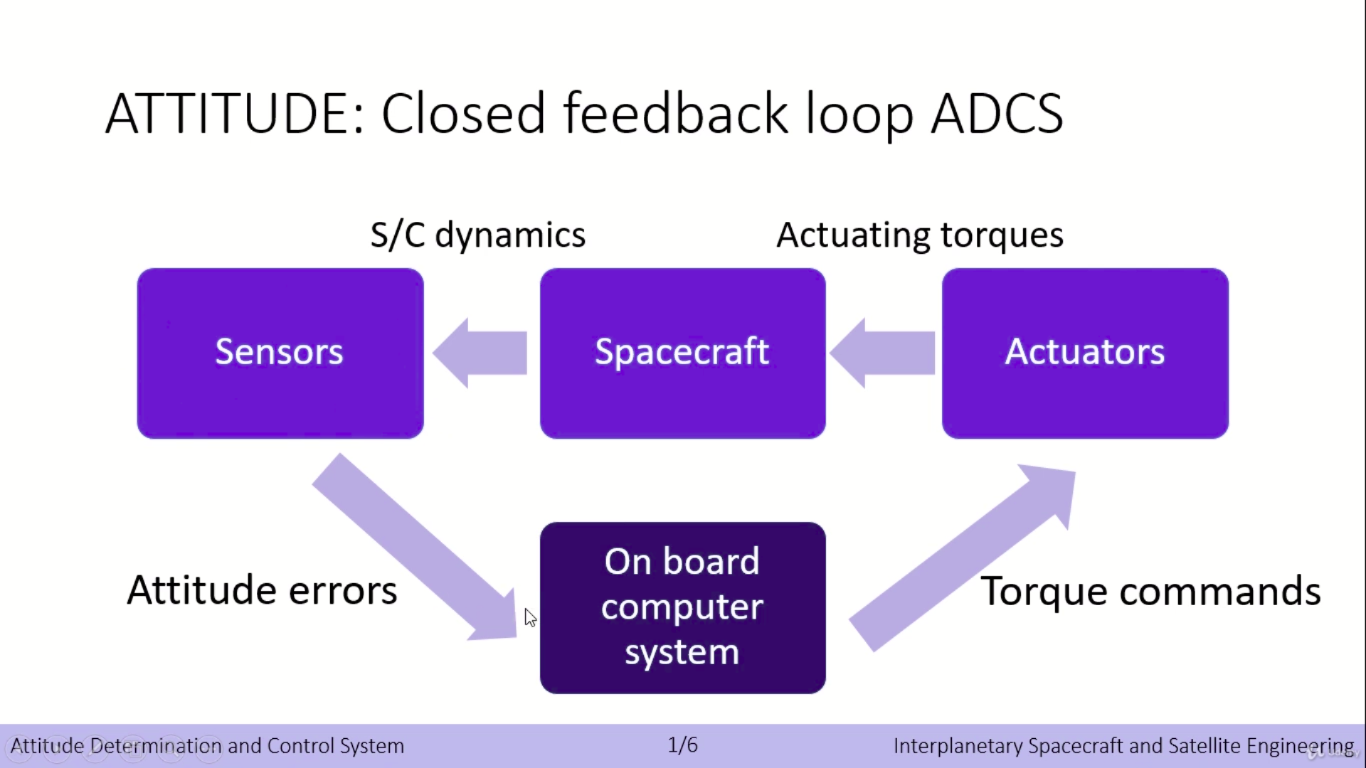 ATTITUDE: Closed feedback loop ADCS
S/C dynamics
Actuating torques
Sensors
Spacecraft
Actuators
Attitude errors
On board
computer
system
Torque commands
Attitude Determination and Control System
1/6
Interplanetary Spacecraft and Satellite Engineering